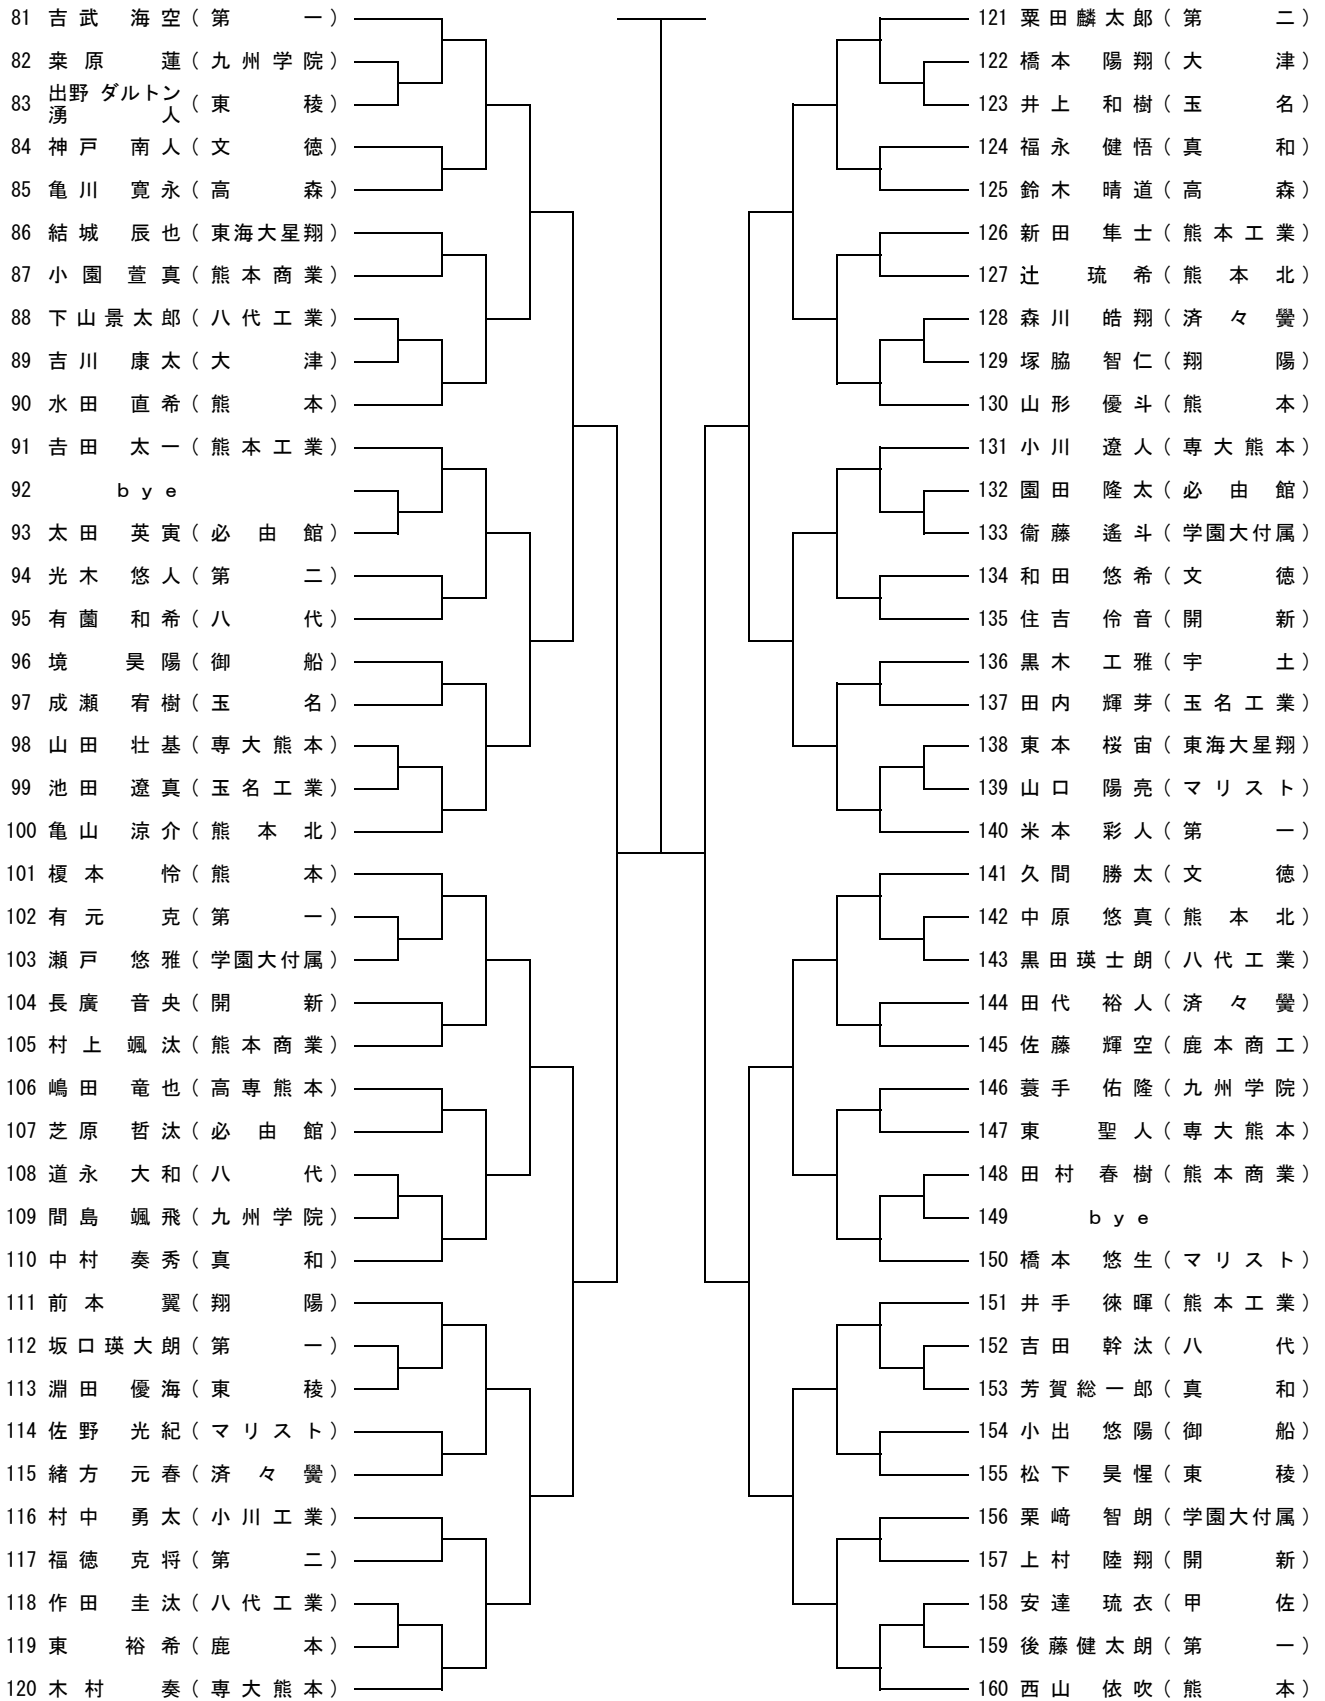 81 吉武 海空（第一）
82 桒原 蓮（九州学院）
83 出野 ダルトン湧人（東稜）
84 神戸 南人（文徳）
85 亀川 寛永（高森）
86 結城 辰也（東海大星翔）
87 小園 萱真（熊本商業）
88 下山景太郎（八代工業）
89 吉川 康太（大津）
90 水田 直希（熊本）
91 𠮷田 太一（熊本工業）
92 ｂｙｅ
93 太田 英寅（必由館）
94 光木 悠人（第二）
95 有薗 和希（八代）
96 境 昊陽（御船）
97 成瀬 宥樹（玉名）
98 山田 壮基（専大熊本）
99 池田 遼真（玉名工業）
100 亀山 涼介（熊本北）
101 榎本 怜（熊本）
102 有元 克（第一）
103 瀬戸 悠雅（学園大付属）
104 長廣 音央（開新）
105 村上 颯汰（熊本商業）
106 嶋田 竜也（高専熊本）
107 芝原 哲汰（必由館）
108 道永 大和（八代）
109 間島 颯飛（九州学院）
110 中村 奏秀（真和）
111 前本 翼（翔陽）
112 坂口瑛大朗（第一）
113 淵田 優海（東稜）
114 佐野 光紀（マリスト）
115 緒方 元春（済々黌）
116 村中 勇太（小川工業）
117 福徳 克将（第二）
118 作田 圭汰（八代工業）
119 東 裕希（鹿本）
120 木村 奏（専大熊本）
121 粟田麟太郎（第二）
122 橋本 陽翔（大津）
123 井上 和樹（玉名）
124 福永 健悟（真和）
125 鈴木 晴道（高森）
126 新田 隼士（熊本工業）
127 辻 琉希（熊本北）
128 森川 皓翔（済々黌）
129 塚脇 智仁（翔陽）
130 山形 優斗（熊本）
131 小川 遼人（専大熊本）
132 園田 隆太（必由館）
133 衞藤 遙斗（学園大付属）
134 和田 悠希（文徳）
135 住吉 伶音（開新）
136 黒木 工雅（宇土）
137 田内 輝芽（玉名工業）
138 東本 桜宙（東海大星翔）
139 山口 陽亮（マリスト）
140 米本 彩人（第一）
141 久間 勝太（文徳）
142 中原 悠真（熊本北）
143 黒田瑛士朗（八代工業）
144 田代 裕人（済々黌）
145 佐藤 輝空（鹿本商工）
146 蓑手 佑隆（九州学院）
147 東 聖人（専大熊本）
148 田村 春樹（熊本商業）
149 ｂｙｅ
150 橋本 悠生（マリスト）
151 井手 徠暉（熊本工業）
152 吉田 幹汰（八代）
153 芳賀総一郎（真和）
154 小出 悠陽（御船）
155 松下 昊惺（東稜）
156 栗﨑 智朗（学園大付属）
157 上村 陸翔（開新）
158 安達 琉衣（甲佐）
159 後藤健太朗（第一）
160 西山 依吹（熊本）